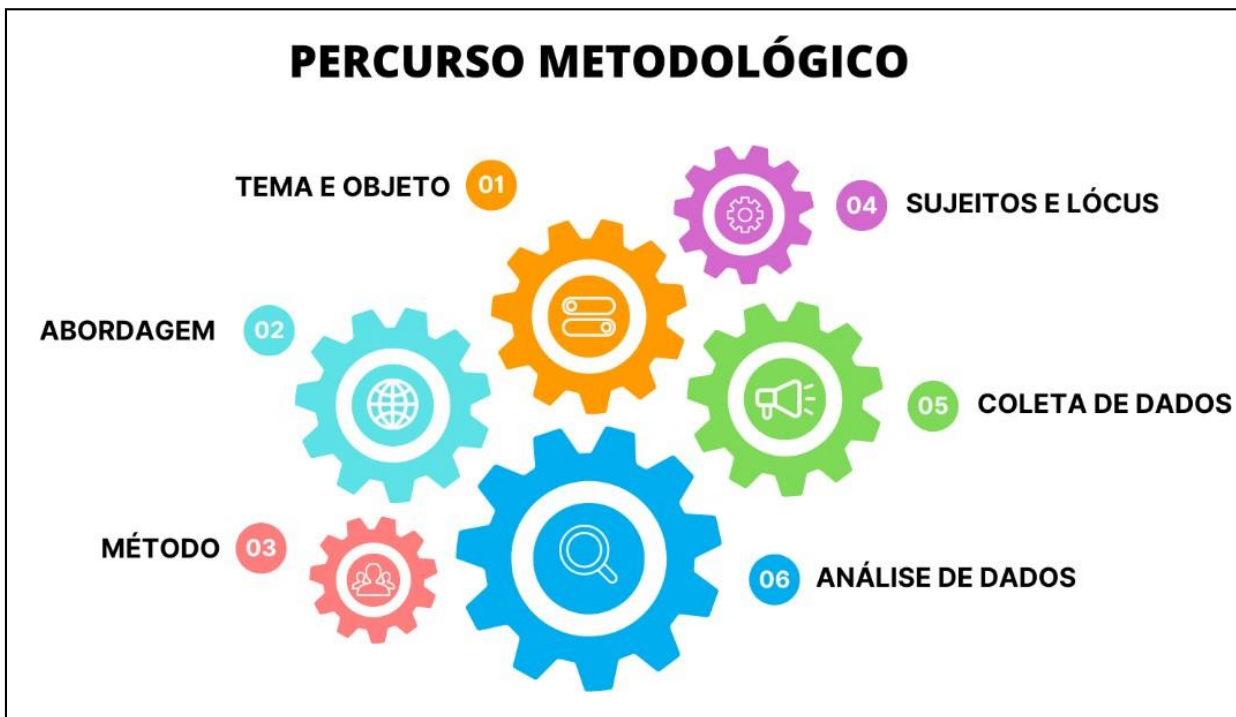 PERCURSO METODOLÓGICO
TEMA E OBJETO 01
ABORDAGEM 02
MÉTODO 03
04 SUJEITOS E LÓCUS
05 COLETA DE DADOS
06 ANÁLISE DE DADOS